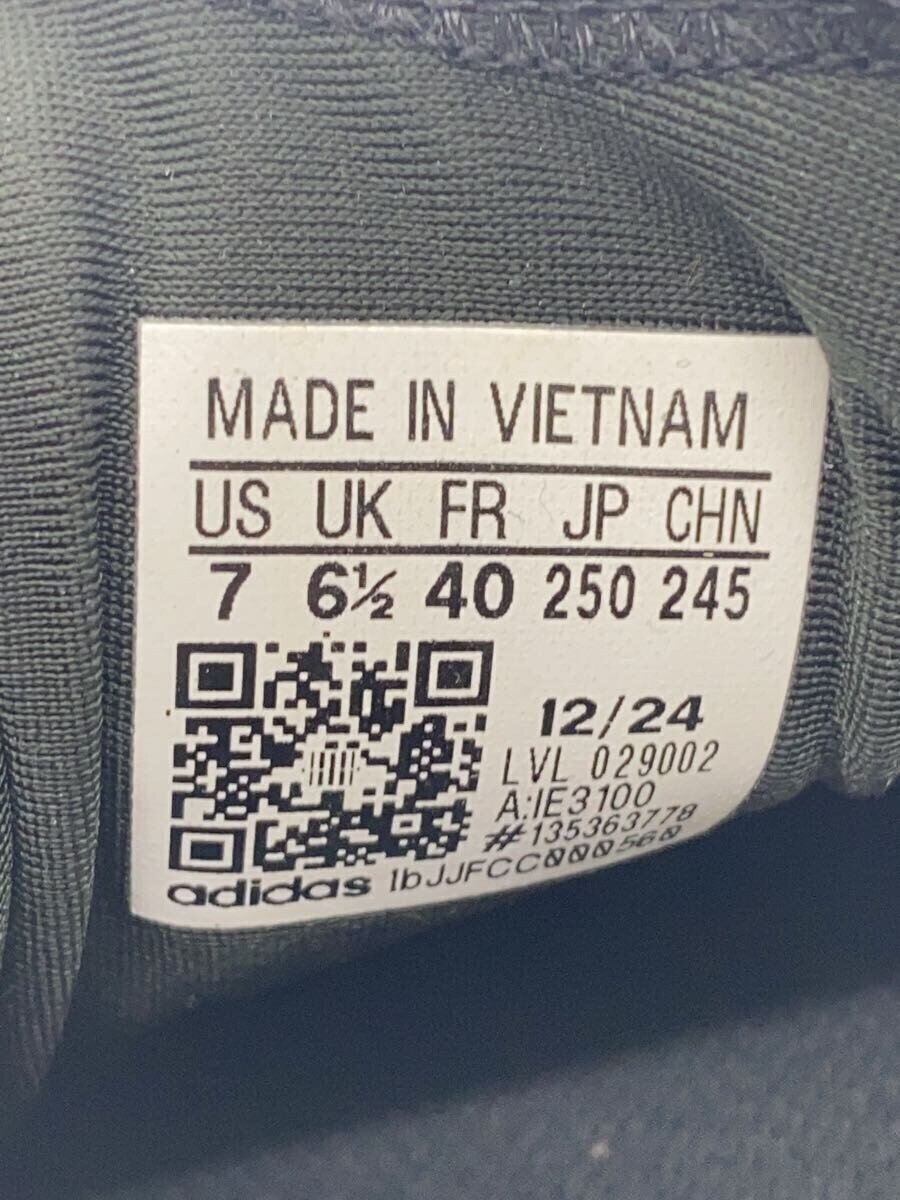 MADE IN VIETNAM
US UK FR JP CHN
7 6½ 40 250 245
12/24
LVL 029002
A:IE3100
#135363778
adidas IbJJFCC000560